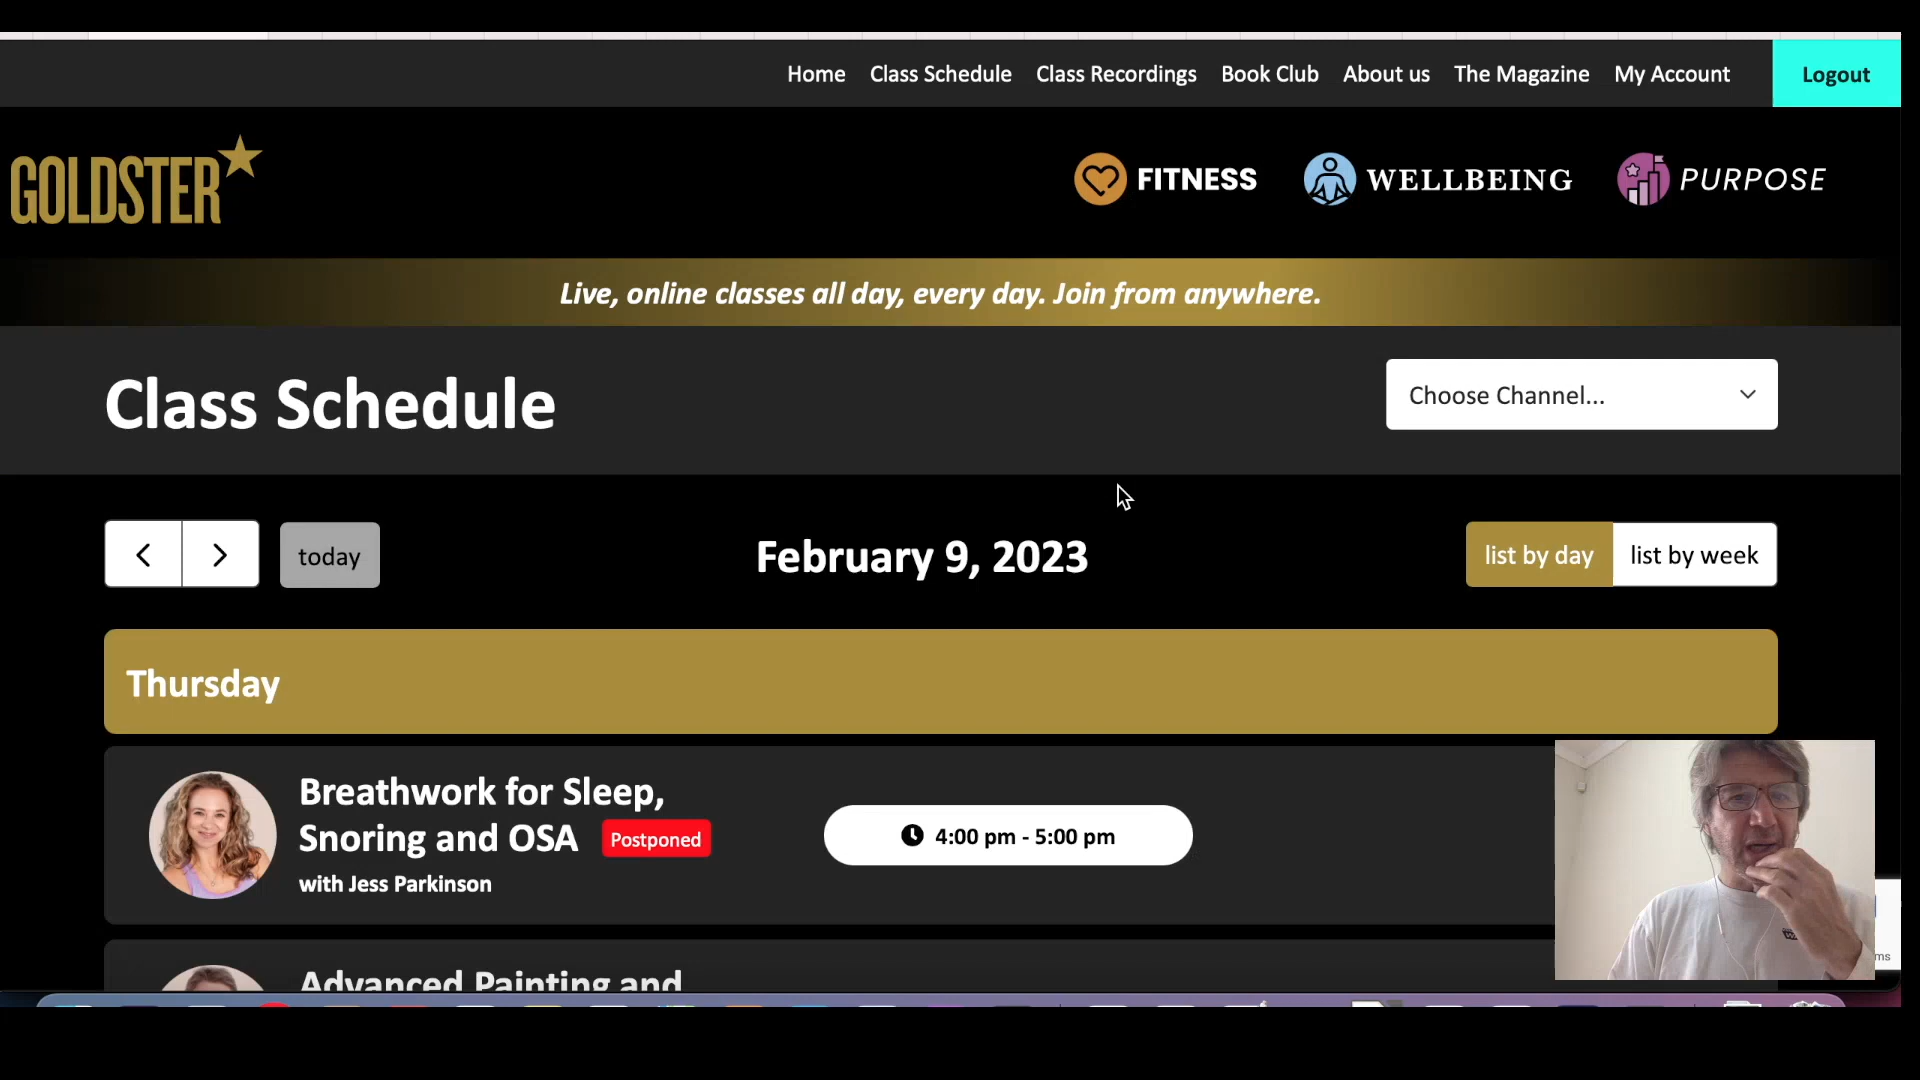 Home Class Schedule Class Recordings Book Club About us The Magazine My Account Logout
GOLDSTER
FITNESS WELLBEING PURPOSE
Live, online classes all day, every day. Join from anywhere.
Class Schedule
Choose Channel...
today
February 9, 2023
list by day list by week
Thursday
Breathwork for Sleep,
Snoring and OSA Postponed
with Jess Parkinson
4:00 pm - 5:00 pm
Advanced Painting and
ms